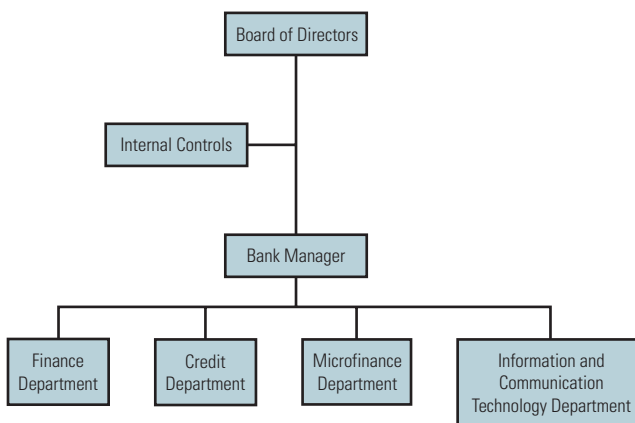 Board of Directors
Internal Controls
Bank Manager
Finance
Department
Credit
Department
Microfinance
Department
Information and
Communication
Technology Department